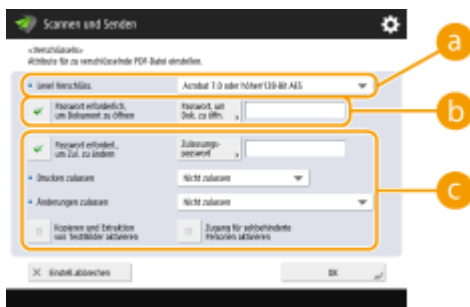 Scannen und Senden
<Verschlüsseln>
Attribute für zu verschlüsselnde PDF-Datei einstellen.
a
Level Verschlüss.
Acrobat 7.0 oder höher/128-Bit AES
Passwort erforderlich,
um Dokument zu öffnen
Passwort, um
Dok. zu öffn.
b
Passwort erforderl.,
um Zul. zu ändern
Zulassungs-
passwort
Drucken zulassen
Nicht zulassen
c
Änderungen zulassen
Nicht zulassen
Kopieren und Extraktion
von Text/Bilder aktivieren
Zugang für sehbehinderte
Personen aktivieren
Einstell. abbrechen
OK